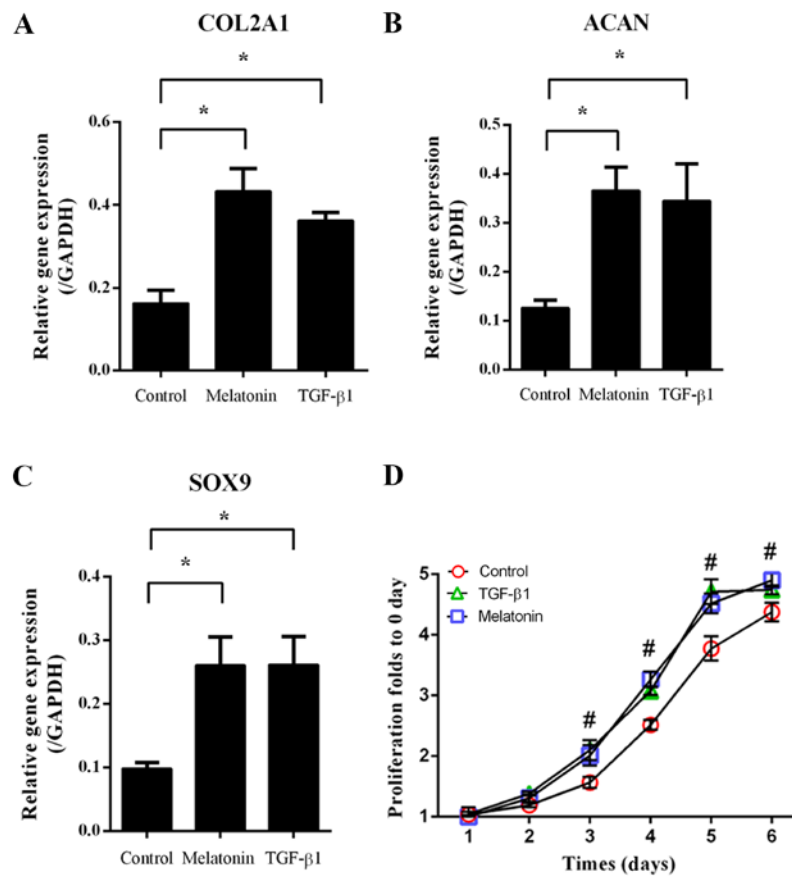 A
COL2A1
*
*
Relative gene expression
(/GAPDH)
0.6
0.4
0.2
0.0
Control Melatonin TGF-β1
B
ACAN
*
*
Relative gene expression
(/GAPDH)
0.5
0.4
0.3
0.2
0.1
0.0
Control Melatonin TGF-β1
C
SOX9
*
*
Relative gene expression
(/GAPDH)
0.4
0.3
0.2
0.1
0.0
Control Melatonin TGF-β1
D
Control
TGF-β1
Melatonin
# # # #
Proliferation folds to 0 day
5
4
3
2
1
1 2 3 4 5 6
Times (days)